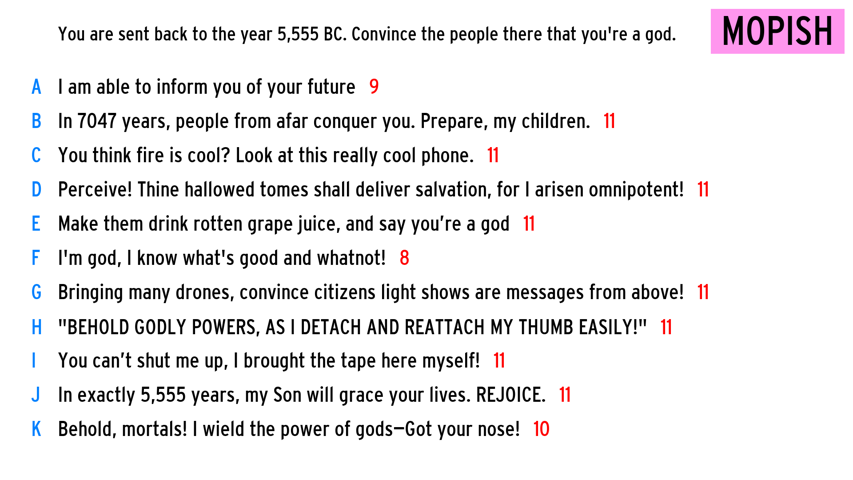 You are sent back to the year 5,555 BC. Convince the people there that you're a god.
MOPISH
A I am able to inform you of your future 9
B In 7047 years, people from afar conquer you. Prepare, my children. 11
C You think fire is cool? Look at this really cool phone. 11
D Perceive! Thine hallowed tomes shall deliver salvation, for I arisen omnipotent! 11
E Make them drink rotten grape juice, and say you’re a god 11
F I'm god, I know what's good and whatnot! 8
G Bringing many drones, convince citizens light shows are messages from above! 11
H "BEHOLD GODLY POWERS, AS I DETACH AND REATTACH MY THUMB EASILY!" 11
I You can’t shut me up, I brought the tape here myself! 11
J In exactly 5,555 years, my Son will grace your lives. REJOICE. 11
K Behold, mortals! I wield the power of gods—Got your nose! 10